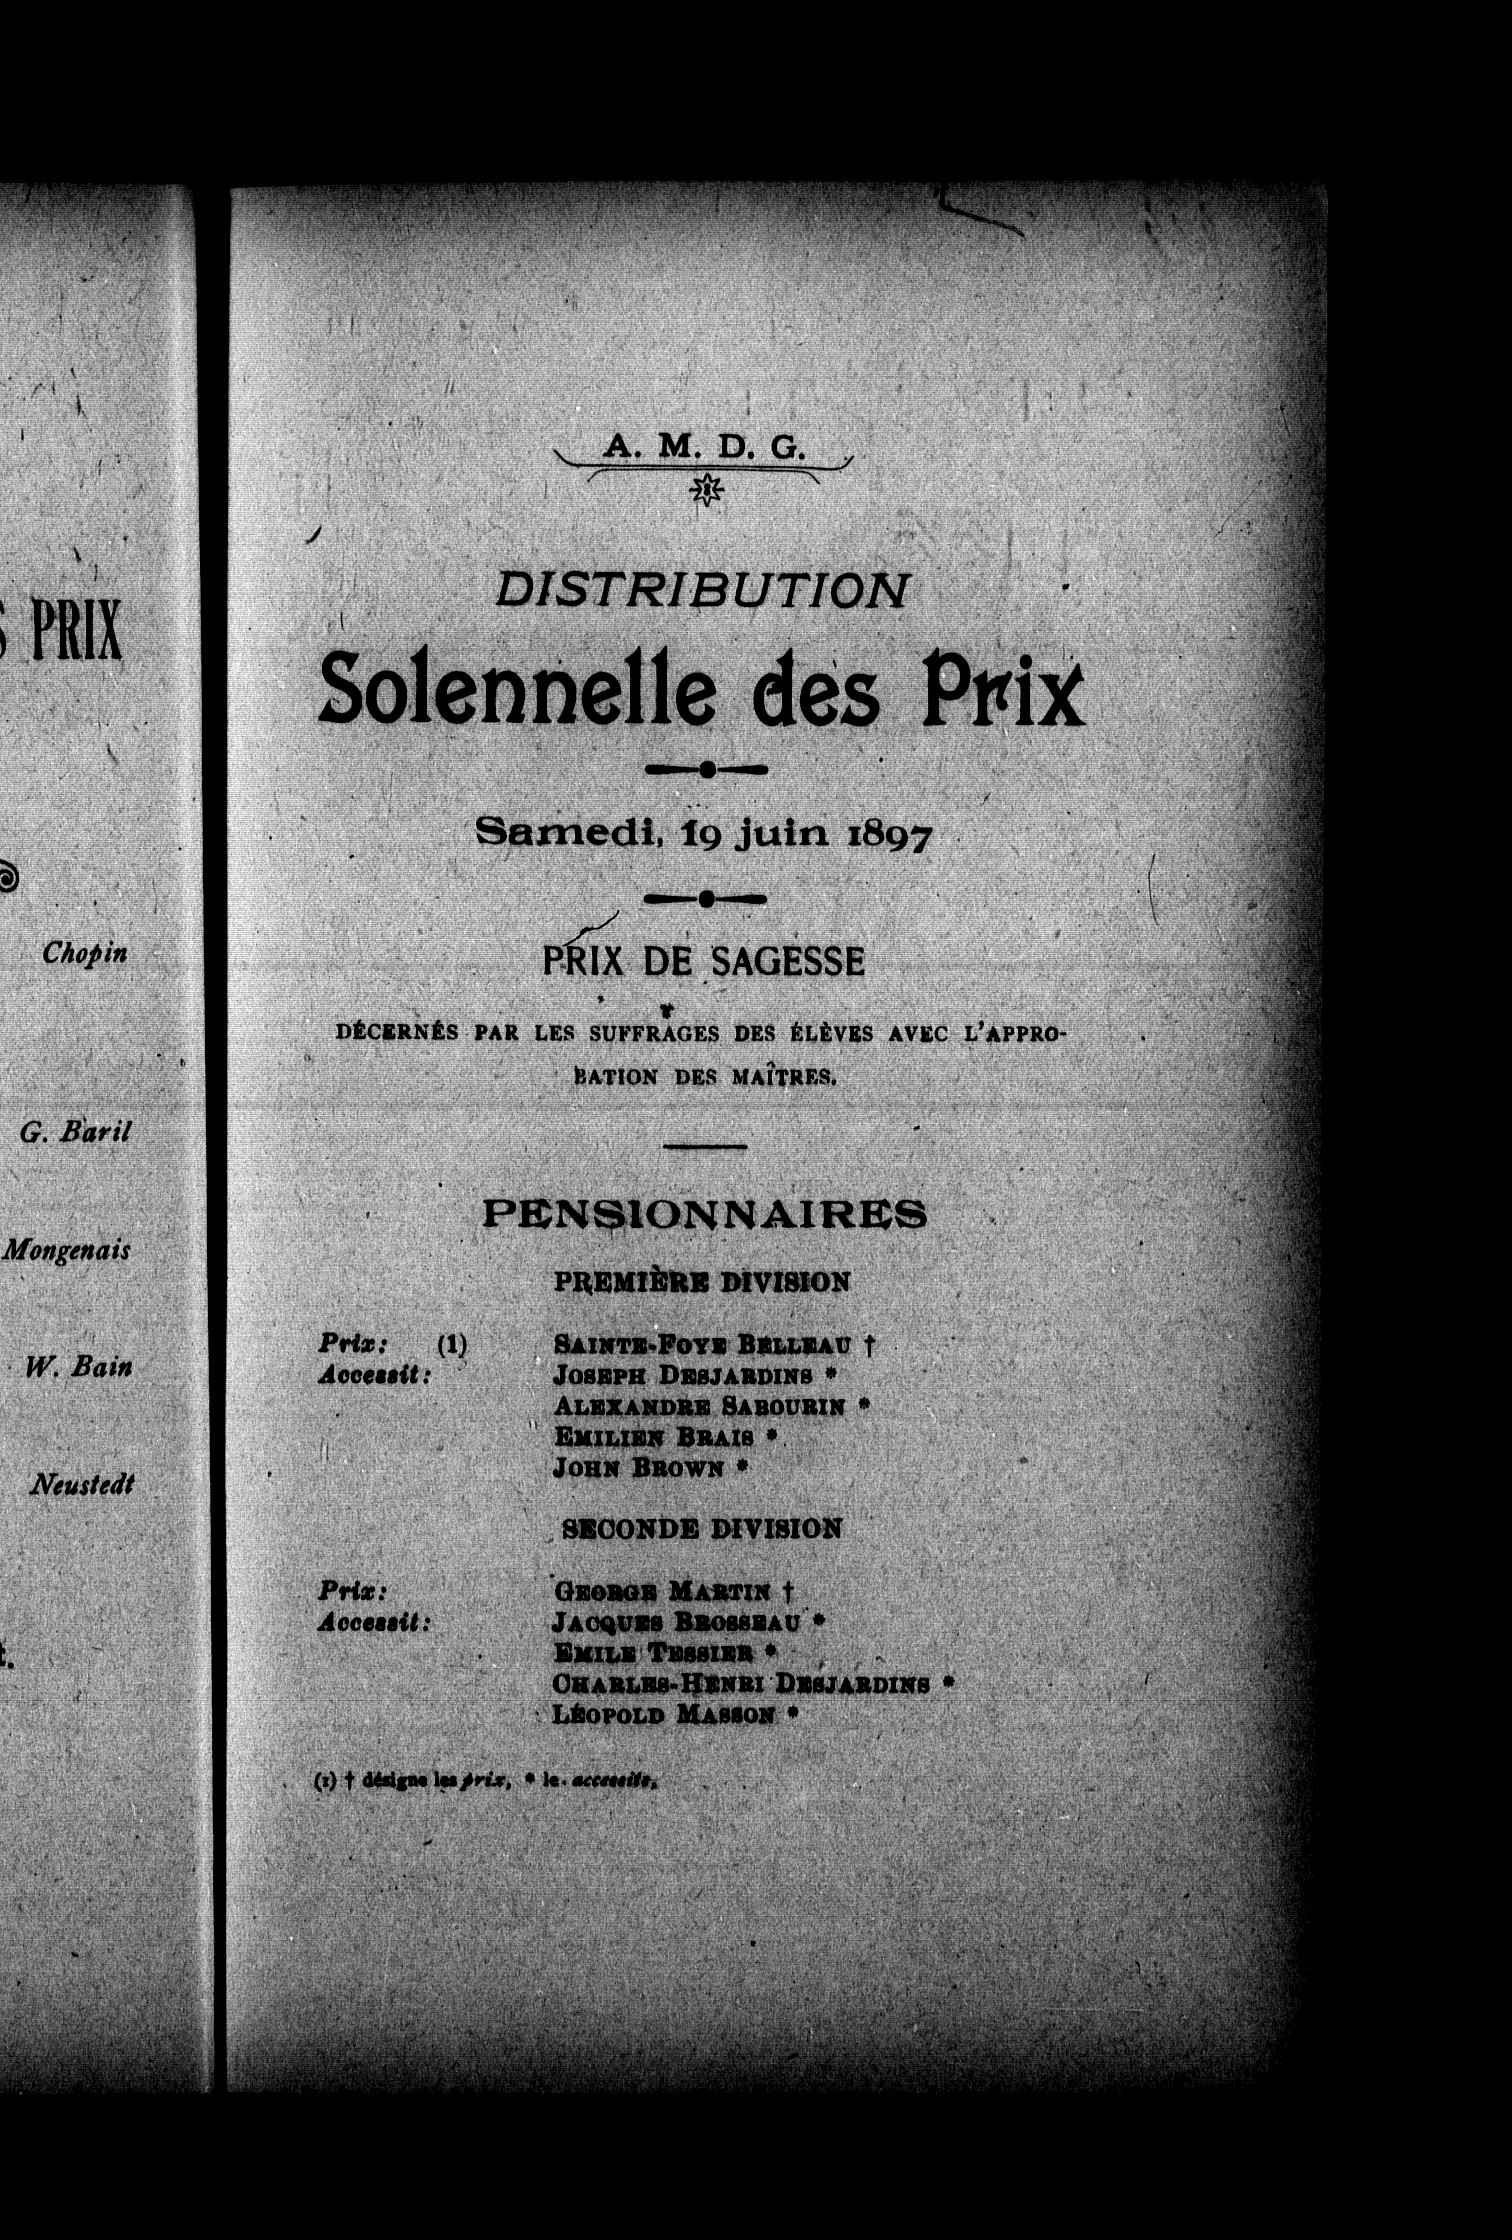 PRIX
Chopin
G. Baril
Mongenais
W. Bain
Neustedt
A. M. D. G.
DISTRIBUTION
Solennelle des Prix
Samedi, 19 juin 1897
PRIX DE SAGESSE
DÉCERNÉS PAR LES SUFFRAGES DES ÉLÈVES AVEC L'APPRO-
BATION DES MAÎTRES.
PENSIONNAIRES
PREMIÈRE DIVISION
Prix: (1) SAINTE-FOYE BELLEAU †
Accessit: JOSEPH DESJARDINS *
ALEXANDRE SABOURIN *
EMILIEN BRAIS *
JOHN BROWN *
SECONDE DIVISION
Prix: GEORGE MARTIN †
Accessit: JACQUES BROSSEAU *
EMILE TESSIER *
CHARLES-HENRI DESJARDINS *
LÉOPOLD MASSON *
(1) † désigne les prix, * le accessits,